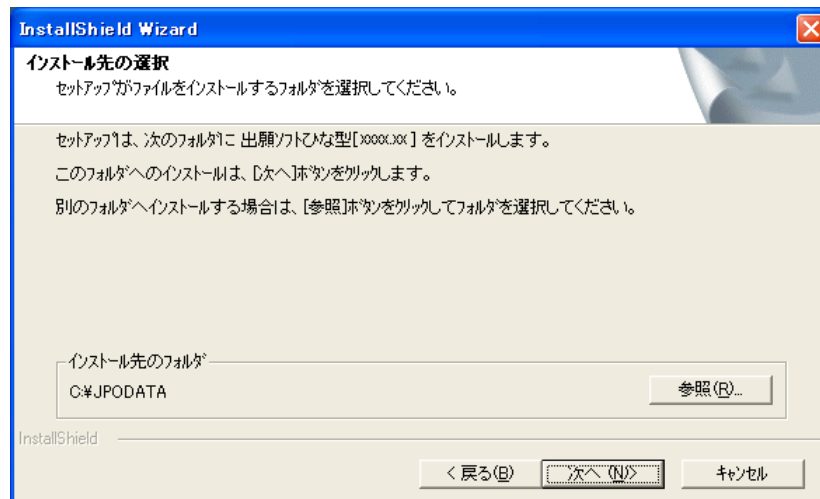 InstallShield Wizard
インストール先の選択
セットアップがファイルをインストールするフォルダを選択してください。
セットアップは、次のフォルダに 出願ソフトひな型[xxxx.xx] をインストールします。
このフォルダへのインストールは、[次へ]ボタンをクリックします。
別のフォルダへインストールする場合は、[参照]ボタンをクリックしてフォルダを選択してください。
インストール先のフォルダ
C:¥JPODATA
参照(R)...
InstallShield
< 戻る(B)
次へ (N)>
キャンセル